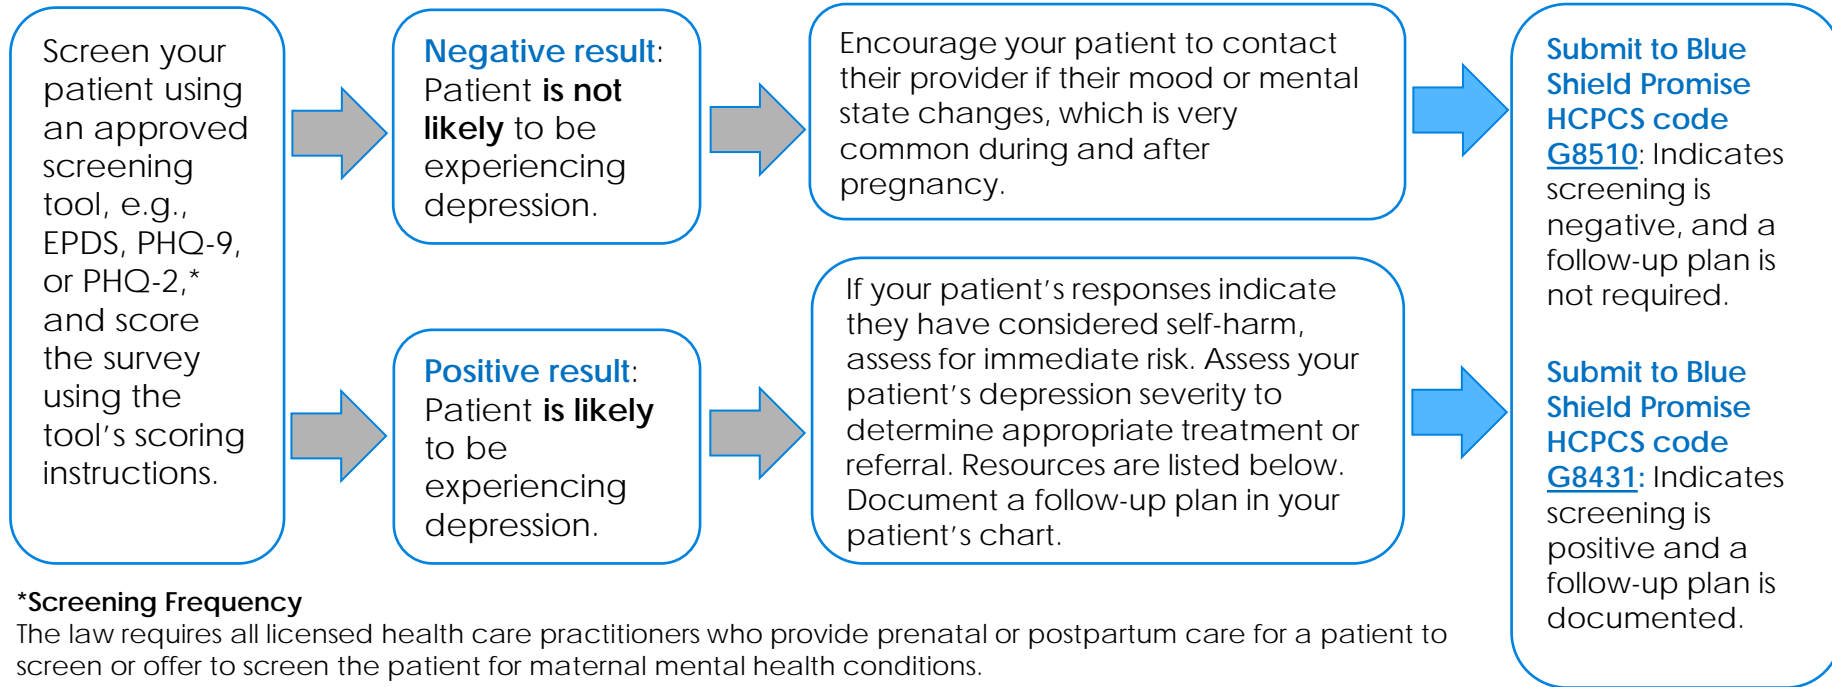 Screen your
patient using
an approved
screening
tool, e.g.,
EPDS, PHQ-9,
or PHQ-2,*
and score
the survey
using the
tool's scoring
instructions.
Negative result:
Patient is not
likely to be
experiencing
depression.
Encourage your patient to contact
their provider if their mood or mental
state changes, which is very
common during and after
pregnancy.
Positive result:
Patient is likely
to be
experiencing
depression.
If your patient's responses indicate
they have considered self-harm,
assess for immediate risk. Assess your
patient's depression severity to
determine appropriate treatment or
referral. Resources are listed below.
Document a follow-up plan in your
patient's chart.
Submit to Blue
Shield Promise
HCPCS code
G8510: Indicates
screening is
negative, and a
follow-up plan is
not required.
Submit to Blue
Shield Promise
HCPCS code
G8431: Indicates
screening is
positive and a
follow-up plan is
documented.
*Screening Frequency
The law requires all licensed health care practitioners who provide prenatal or postpartum care for a patient to
screen or offer to screen the patient for maternal mental health conditions.